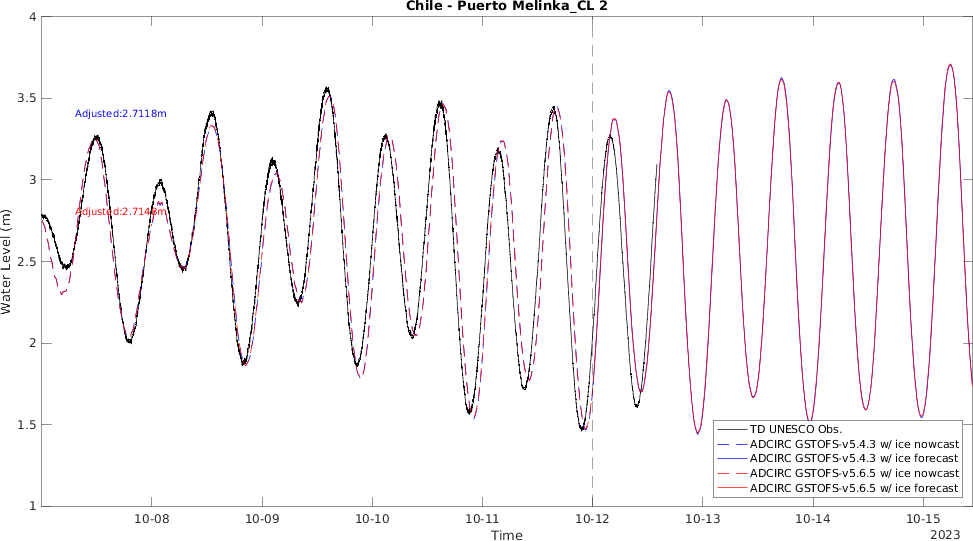 Chile - Puerto Melinka_CL 2
4
3.5
3
2.5
2
1.5
1
Water Level (m)
Adjusted:2.7118m
Adjusted:2.7148m
TD UNESCO Obs.
ADCIRC GSTOFS-v5.4.3 w/ ice nowcast
ADCIRC GSTOFS-v5.4.3 w/ ice forecast
ADCIRC GSTOFS-v5.6.5 w/ ice nowcast
ADCIRC GSTOFS-v5.6.5 w/ ice forecast
10-08 10-09 10-10 10-11 10-12 10-13 10-14 10-15
Time
2023